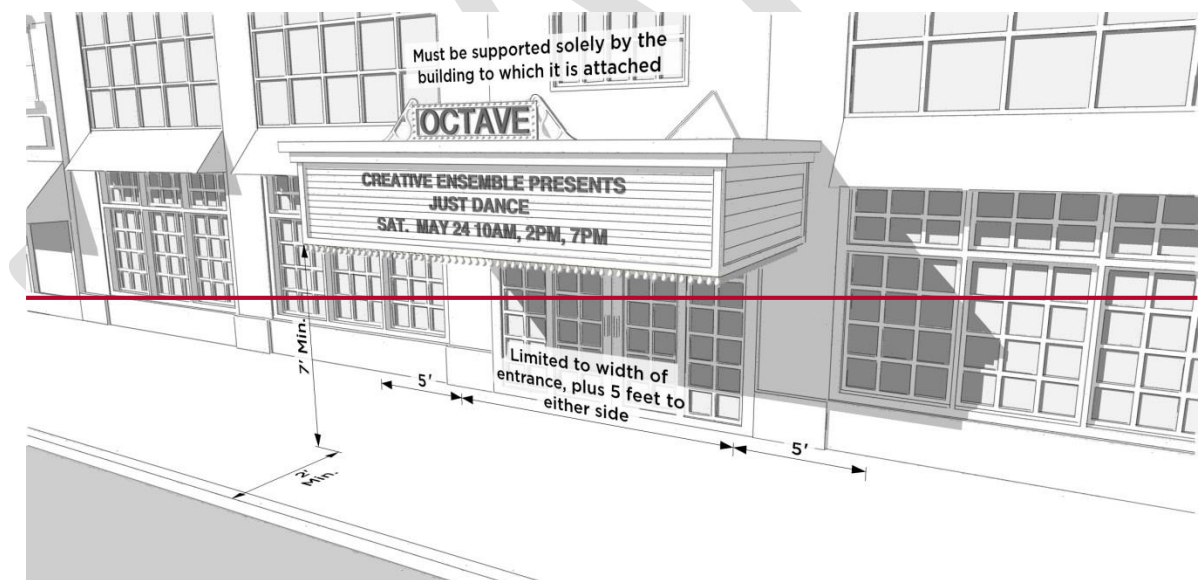 Must be supported solely by the
building to which it is attached
OCTAVE
CREATIVE ENSEMBLE PRESENTS
JUST DANCE
SAT. MAY 24 10AM, 2PM, 7PM
7' Min.
5'
Limited to width of
entrance, plus 5 feet to
either side
5'
2'
Min.